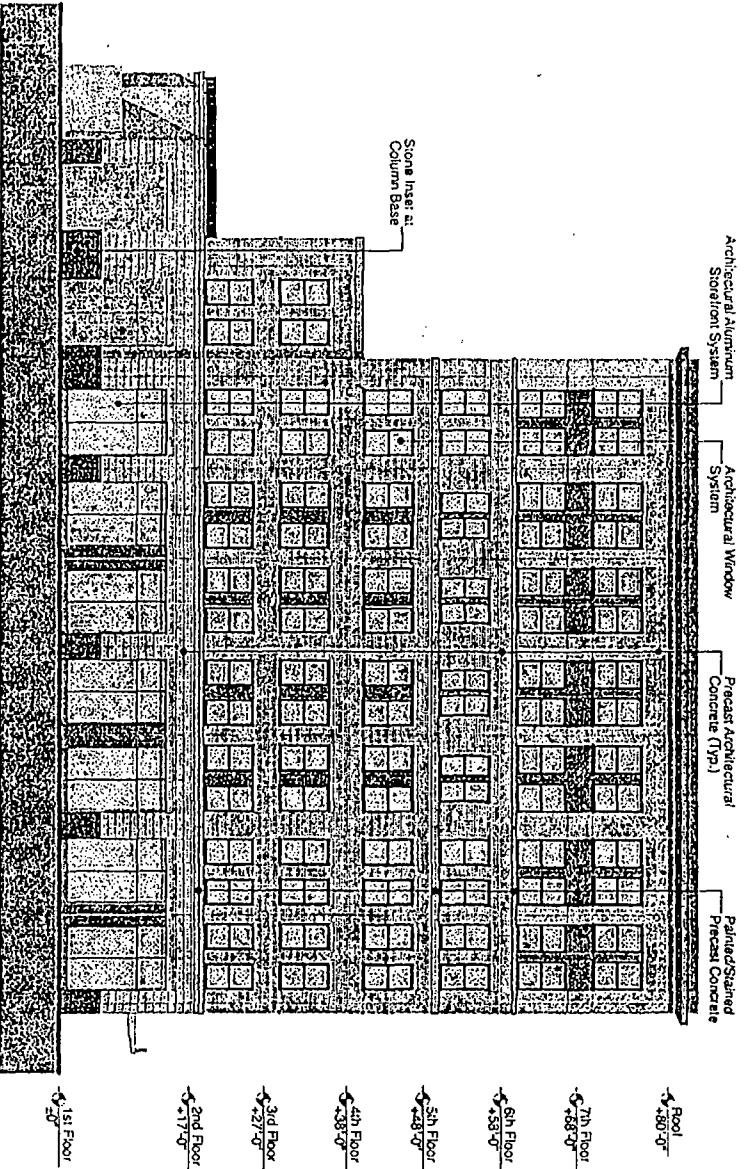 Architectural Aluminum
Storefront System
Architectural Window
System
Precast Architectural
Concrete (Typ.)
Painted/Stained
Precast Concrete
Stone Inset at
Column Base
Roof
+80'-0"
7th Floor
+68'-0"
6th Floor
+58'-0"
5th Floor
+48'-0"
4th Floor
+38'-0"
3rd Floor
+27'-0"
2nd Floor
+17'-0"
1st Floor
±0"